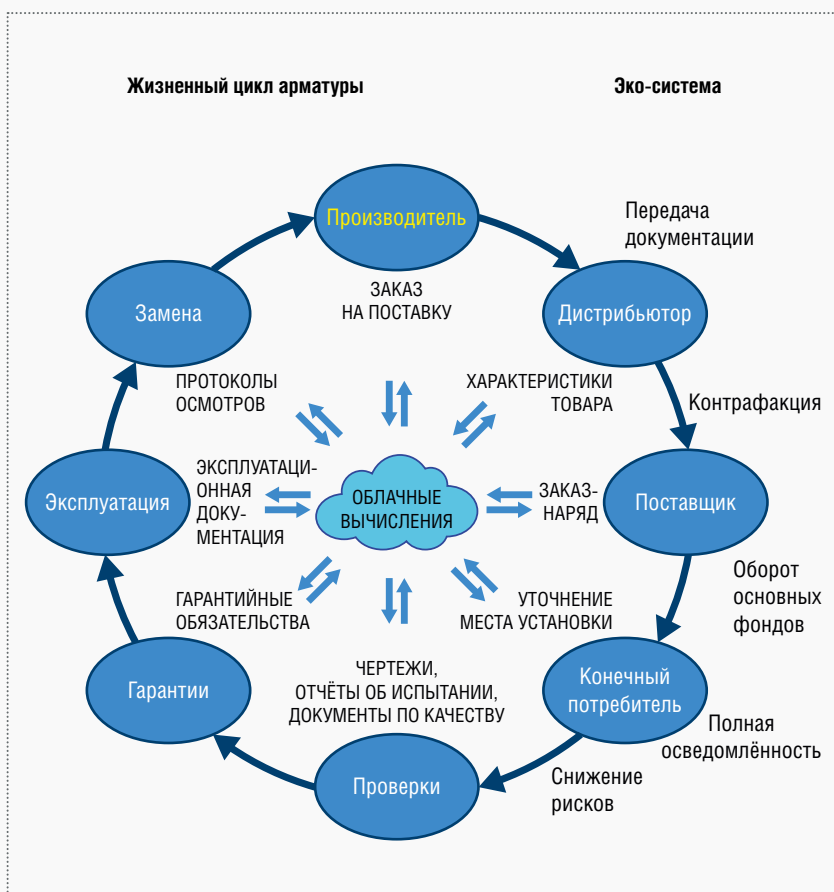 Жизненный цикл арматуры
Эко-система
Производитель
Передача
документации
ЗАКАЗ
НА ПОСТАВКУ
Замена
Дистрибьютор
ПРОТОКОЛЫ
ОСМОТРОВ
ХАРАКТЕРИСТИКИ
ТОВАРА
Контрафакция
Эксплуатация
ЭКСПЛУАТАЦИ-
ОННАЯ
ДОКУ-
МЕНТАЦИЯ
ОБЛАЧНЫЕ
ВЫЧИСЛЕНИЯ
ЗАКАЗ-
НАРЯД
Поставщик
Оборот
основных
фондов
ГАРАНТИЙНЫЕ
ОБЯЗАТЕЛЬСТВА
УТОЧНЕНИЕ
МЕСТА УСТАНОВКИ
ЧЕРТЕЖИ,
ОТЧЁТЫ ОБ ИСПЫТАНИИ,
ДОКУМЕНТЫ ПО КАЧЕСТВУ
Гарантии
Конечный
потребитель
Полная
осведомлённость
Проверки
Снижение
рисков